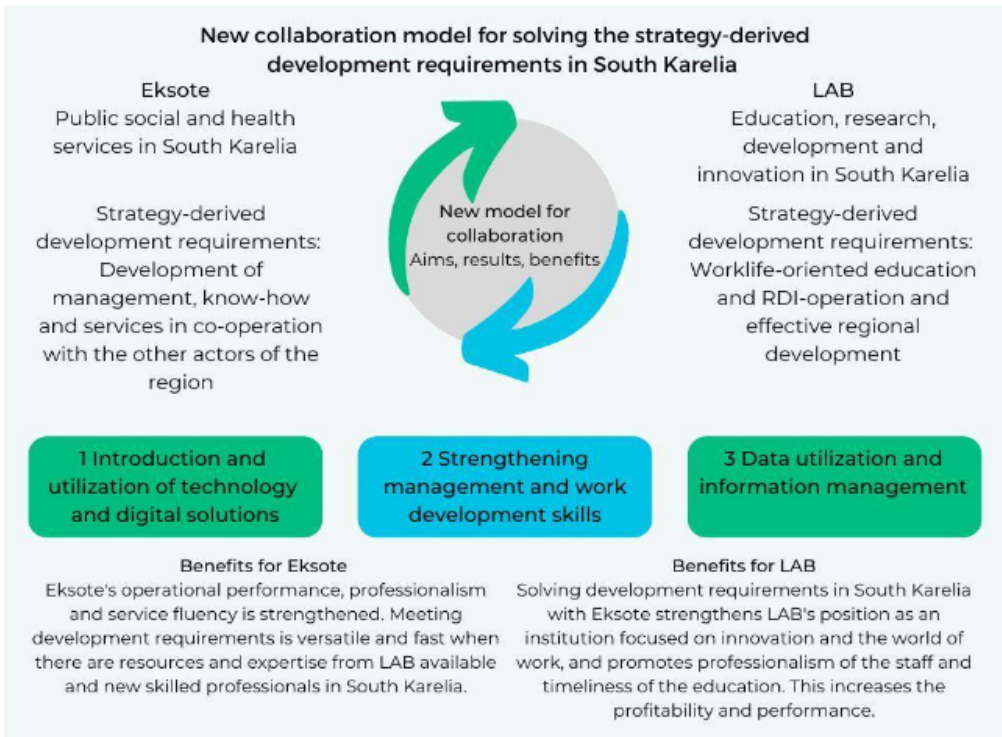 New collaboration model for solving the strategy-derived
development requirements in South Karelia
Eksote
Public social and health
services in South Karelia
Strategy-derived
development requirements:
Development of
management, know-how
and services in co-operation
with the other actors of the
region
New model for
collaboration
Aims, results, benefits
LAB
Education, research,
development and
innovation in South Karelia
Strategy-derived
development requirements:
Worklife-oriented education
and RDI-operation and
effective regional
development
1 Introduction and
utilization of technology
and digital solutions
2 Strengthening
management and work
development skills
3 Data utilization and
information management
Benefits for Eksote
Eksote's operational performance, professionalism
and service fluency is strengthened. Meeting
development requirements is versatile and fast when
there are resources and expertise from LAB available
and new skilled professionals in South Karelia.
Benefits for LAB
Solving development requirements in South Karelia
with Eksote strengthens LAB's position as an
institution focused on innovation and the world of
work, and promotes professionalism of the staff and
timeliness of the education. This increases the
profitability and performance.